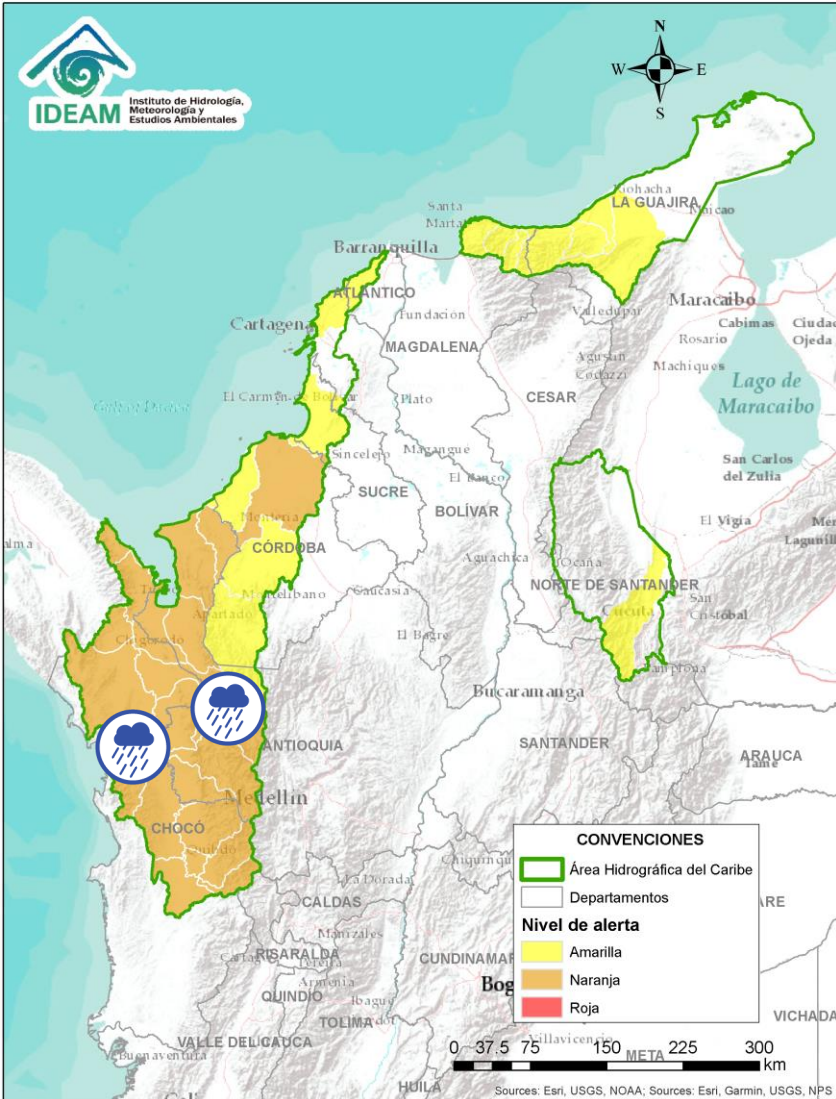 IDEAM
Instituto de Hidrología,
Meteorología y
Estudios Ambientales
N
W
E
S
Riohacha
LA GUAJIRA
Maicao
Santa
Marta
Barranquilla
ATLÁNTICO
Maracaibo
Cartagena
Fundación
Valledupar
Cabimas
Ciudad
Ojeda
Rosario
MAGDALENA
Agustín
Codazzi
Machiques
Lago de
Maracaibo
El Carmen de Bolívar
Plato
CESAR
Sincelejo
Magangué
San Carlos
del Zulia
El Banco
SUCRE
BOLÍVAR
Montería
El Vigía
CÓRDOBA
Aguachica
Ocaña
NORTE DE SANTANDER
Montelíbano
Caucasia
San
Cristóbal
Turbo
Apartadó
Cúcuta
Chigorodó
El Bagre
Pamplona
Bucaramanga
ANTIOQUIA
SANTANDER
ARAUCA
Tame
Medellín
CHOCÓ
Quibdó
La Dorada
CALDAS
Manizales
RISARALDA
Pereira
CUNDINAMAR
Armenia
QUINDÍO
Ibagué
Bog
TOLIMA
VICHADA
VALLE DEL CAUCA
Villavicencio
Buenaventura
META
HUILA
CONVENCIONES
Área Hidrográfica del Caribe
Departamentos
Nivel de alerta
Amarilla
Naranja
Roja
0 37.5 75 150 225 300
km
Sources: Esri, USGS, NOAA; Sources: Esri, Garmin, USGS, NPS